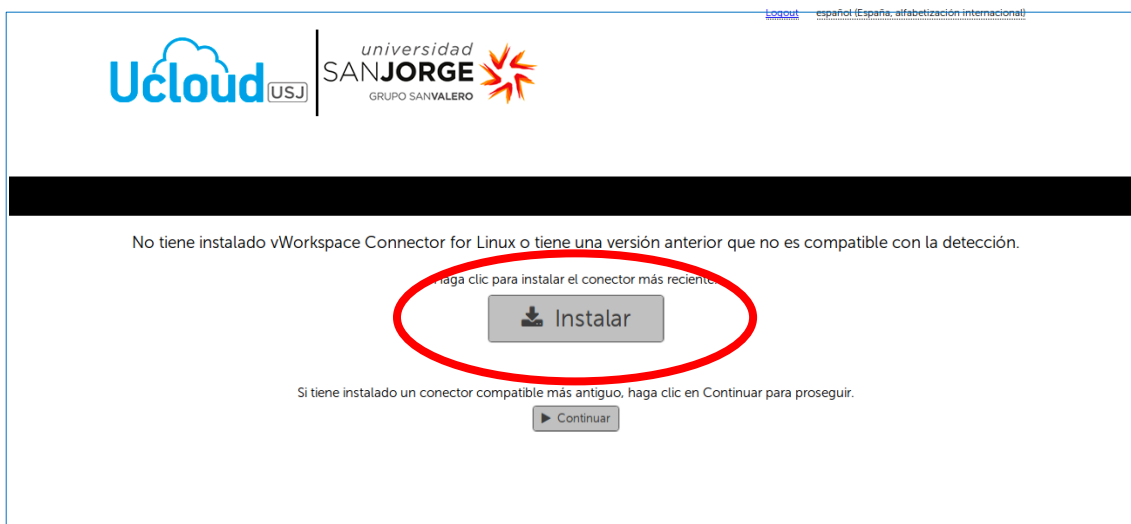 Logout español (España, alfabetización internacional)
Ucloud USJ
universidad
SANJORGE
GRUPO SANVALERO
No tiene instalado vWorkspace Connector for Linux o tiene una versión anterior que no es compatible con la detección.
Haga clic para instalar el conector más reciente.
Instalar
Si tiene instalado un conector compatible más antiguo, haga clic en Continuar para proseguir.
Continuar